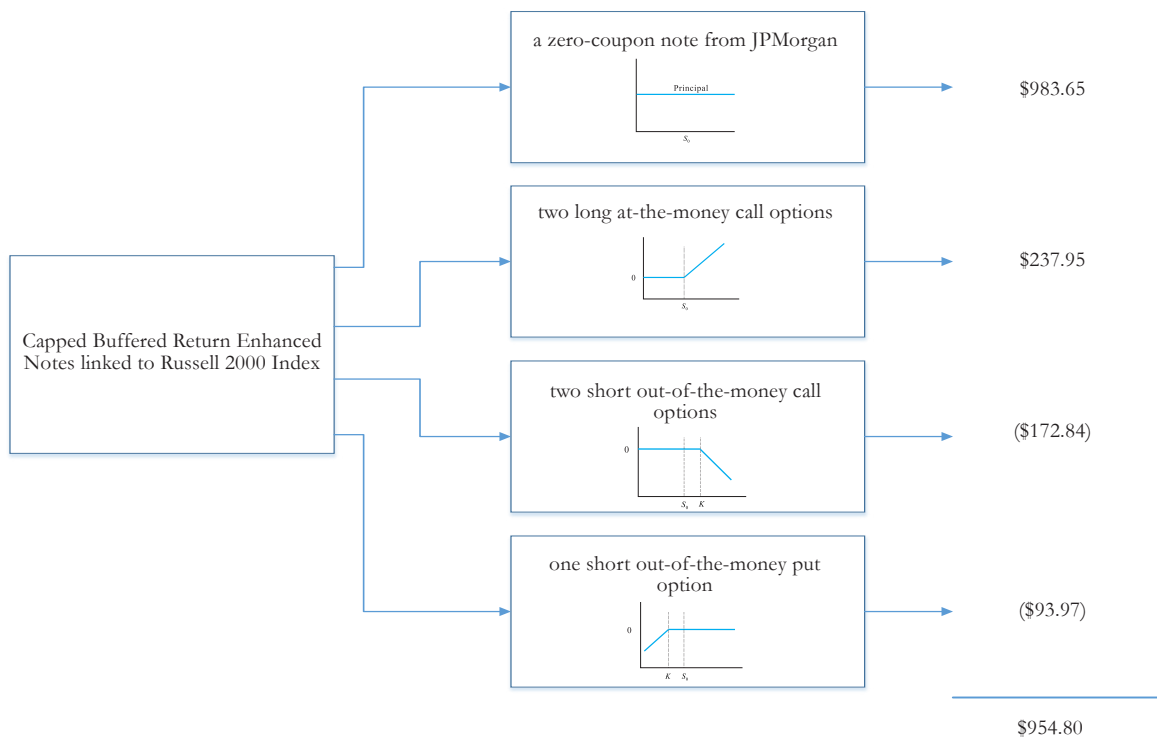 a zero-coupon note from JPMorgan
Principal
S₀
$983.65
two long at-the-money call options
0
S₀
$237.95
Capped Buffered Return Enhanced
Notes linked to Russell 2000 Index
two short out-of-the-money call
options
0
S₀ K
($172.84)
one short out-of-the-money put
option
0
K S₀
($93.97)
$954.80